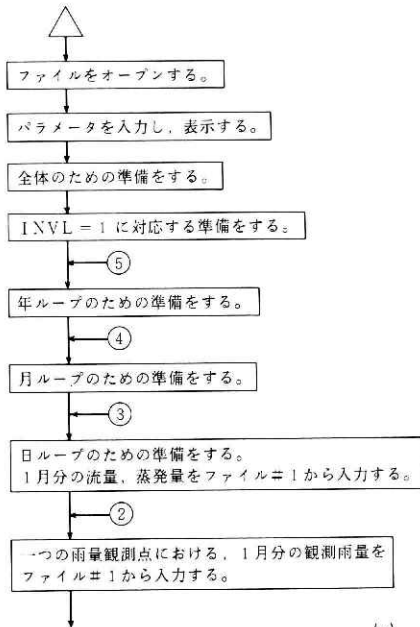 ファイルをオープンする。
パラメータを入力し，表示する。
全体のための準備をする。
INVL＝1に対応する準備をする。
⑤
年ループのための準備をする。
④
月ループのための準備をする。
③
日ループのための準備をする。
1月分の流量，蒸発量をファイル＃1から入力する。
②
一つの雨量観測点における，1月分の観測雨量を
ファイル＃1から入力する。